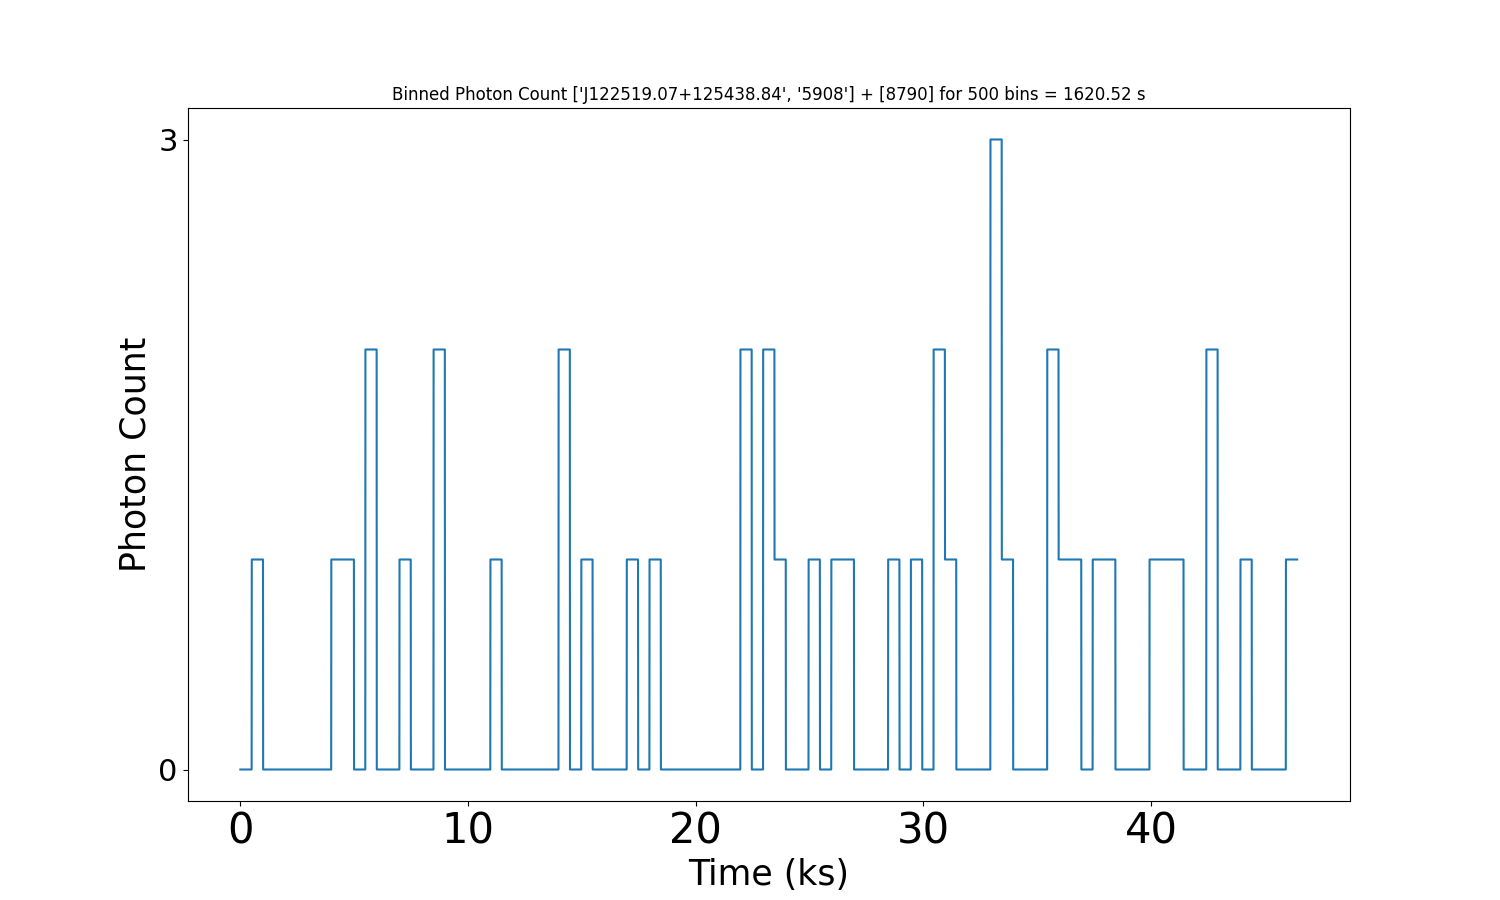 Binned Photon Count ['J122519.07+125438.84', '5908'] + [8790] for 500 bins = 1620.52 s
3
Photon Count
0
0 10 20 30 40
Time (ks)